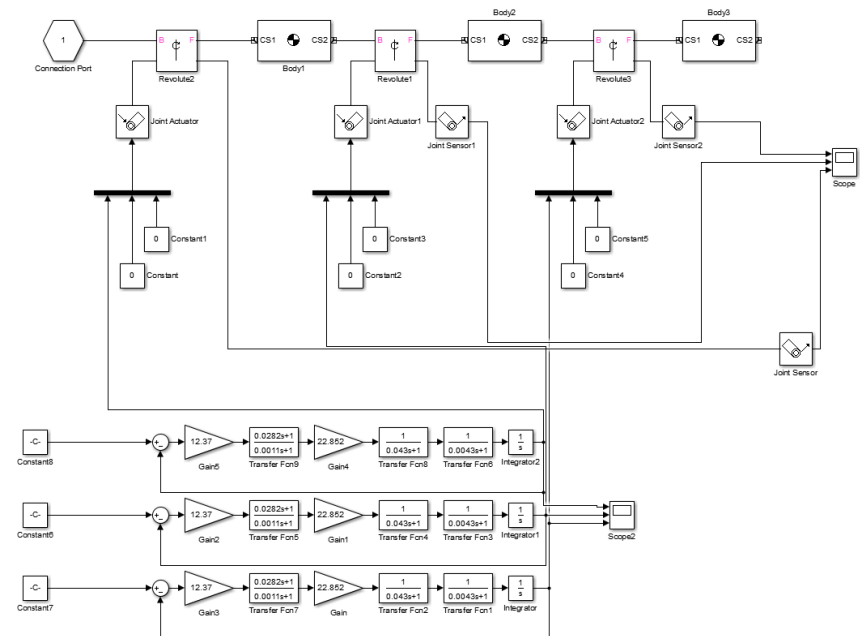 Body2
Body3
1
B
F
CS1
CS2
B
F
CS1
CS2
B
F
CS1
CS2
Connection Port
Revolute2
Body1
Revolute1
Revolute3
Joint Actuator
Joint Actuator1
Joint Sensor1
Joint Actuator2
Joint Sensor2
Scope
0
Constant1
0
Constant3
0
Constant5
0
Constant
0
Constant2
0
Constant4
Joint Sensor
-C-
Constant8
+
-
12.37
Gain5
0.0282s+1
0.0011s+1
Transfer Fcn9
22.852
Gain4
1
0.043s+1
Transfer Fcn8
1
0.0043s+1
Transfer Fcn6
1
s
Integrator2
-C-
Constant6
+
-
12.37
Gain2
0.0282s+1
0.0011s+1
Transfer Fcn5
22.852
Gain1
1
0.043s+1
Transfer Fcn4
1
0.0043s+1
Transfer Fcn3
1
s
Integrator1
Scope2
-C-
Constant7
+
-
12.37
Gain3
0.0282s+1
0.0011s+1
Transfer Fcn7
22.852
Gain
1
0.043s+1
Transfer Fcn2
1
0.0043s+1
Transfer Fcn1
1
s
Integrator